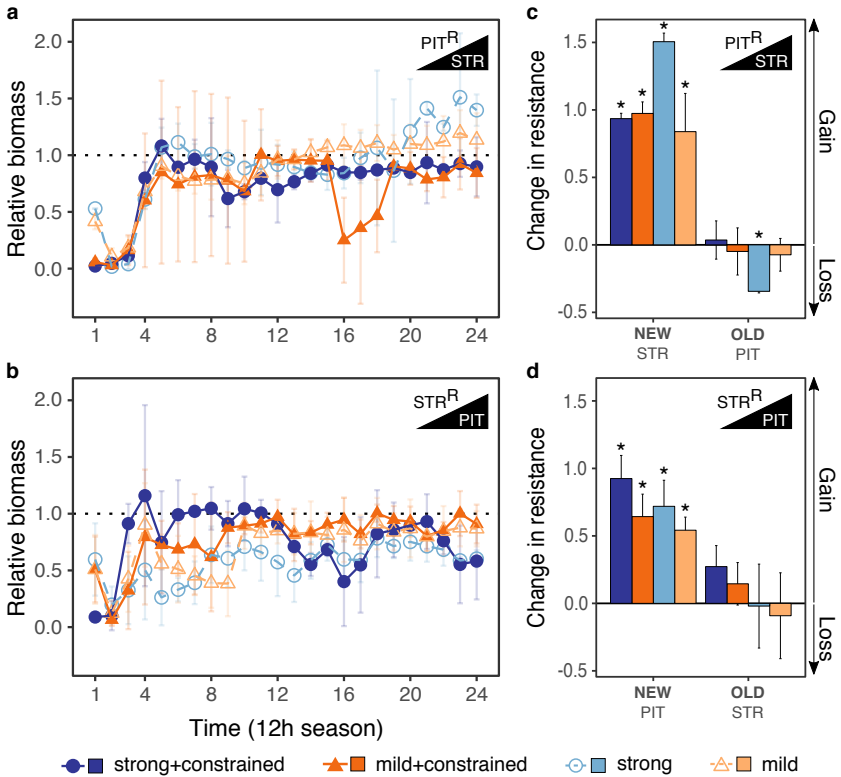 a
PITᴿ
STR
Relative biomass
2.0
1.5
1.0
0.5
0.0
1 4 8 12 16 20 24
c
PITᴿ
STR
Change in resistance
1.5
1.0
0.5
0.0
-0.5
Gain
Loss
NEW OLD
STR PIT
b
STRᴿ
PIT
Relative biomass
2.0
1.5
1.0
0.5
0.0
1 4 8 12 16 20 24
Time (12h season)
d
STRᴿ
PIT
Change in resistance
1.5
1.0
0.5
0.0
-0.5
* * * *
Gain
Loss
NEW OLD
PIT STR
strong+constrained mild+constrained strong mild